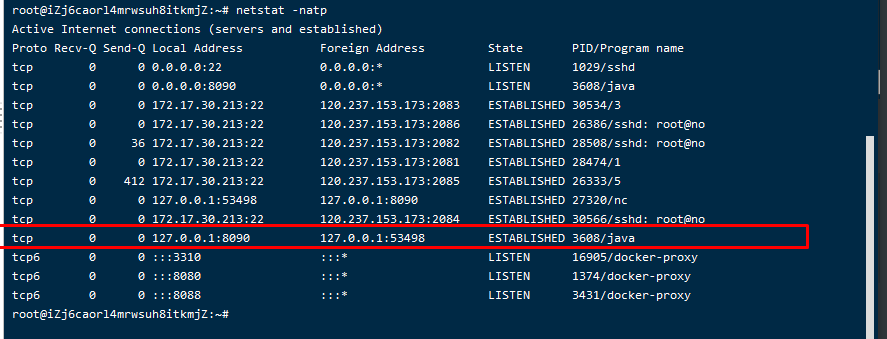 root@iZj6caorl4mrwsuh8itkmjZ:~# netstat -natp
Active Internet connections (servers and established)
Proto Recv-Q Send-Q Local Address Foreign Address State PID/Program name
tcp 0 0 0.0.0.0:22 0.0.0.0:* LISTEN 1029/sshd
tcp 0 0 0.0.0.0:8090 0.0.0.0:* LISTEN 3608/java
tcp 0 0 172.17.30.213:22 120.237.153.173:2083 ESTABLISHED 30534/3
tcp 0 0 172.17.30.213:22 120.237.153.173:2086 ESTABLISHED 26386/sshd: root@no
tcp 0 36 172.17.30.213:22 120.237.153.173:2082 ESTABLISHED 28508/sshd: root@no
tcp 0 0 172.17.30.213:22 120.237.153.173:2081 ESTABLISHED 28474/1
tcp 0 412 172.17.30.213:22 120.237.153.173:2085 ESTABLISHED 26333/5
tcp 0 0 127.0.0.1:53498 127.0.0.1:8090 ESTABLISHED 27320/nc
tcp 0 0 172.17.30.213:22 120.237.153.173:2084 ESTABLISHED 30566/sshd: root@no
tcp 0 0 127.0.0.1:8090 127.0.0.1:53498 ESTABLISHED 3608/java
tcp6 0 0 :::3310 :::* LISTEN 16905/docker-proxy
tcp6 0 0 :::8080 :::* LISTEN 1374/docker-proxy
tcp6 0 0 :::8088 :::* LISTEN 3431/docker-proxy
root@iZj6caorl4mrwsuh8itkmjZ:~#